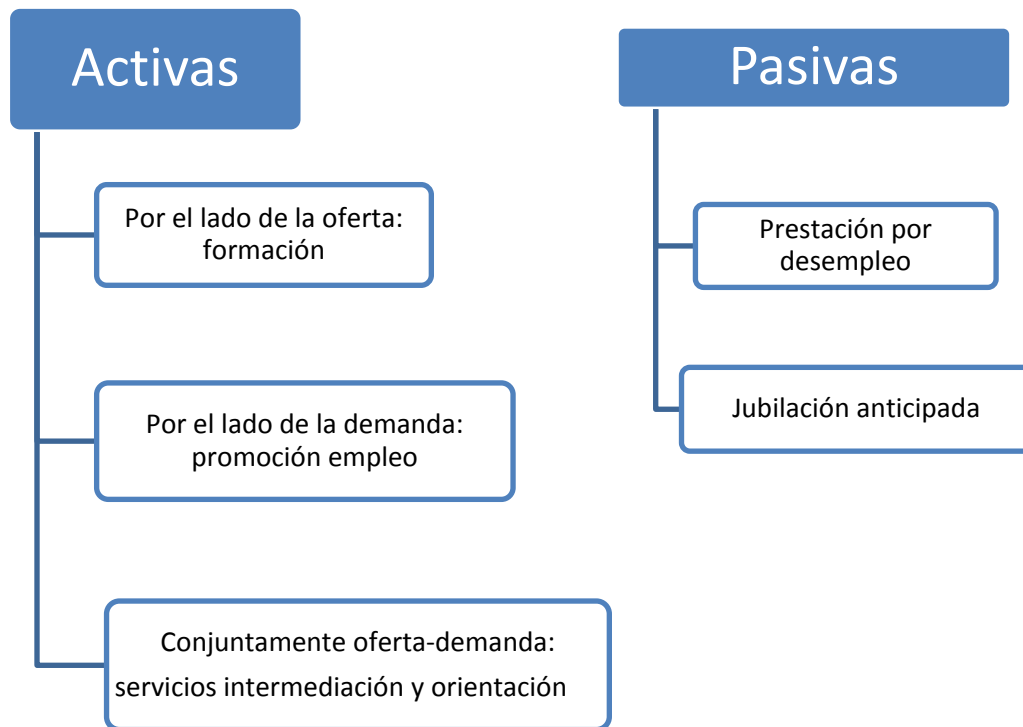 Activas
Por el lado de la oferta:
formación
Por el lado de la demanda:
promoción empleo
Conjuntamente oferta-demanda:
servicios intermediación y orientación
Pasivas
Prestación por
desempleo
Jubilación anticipada